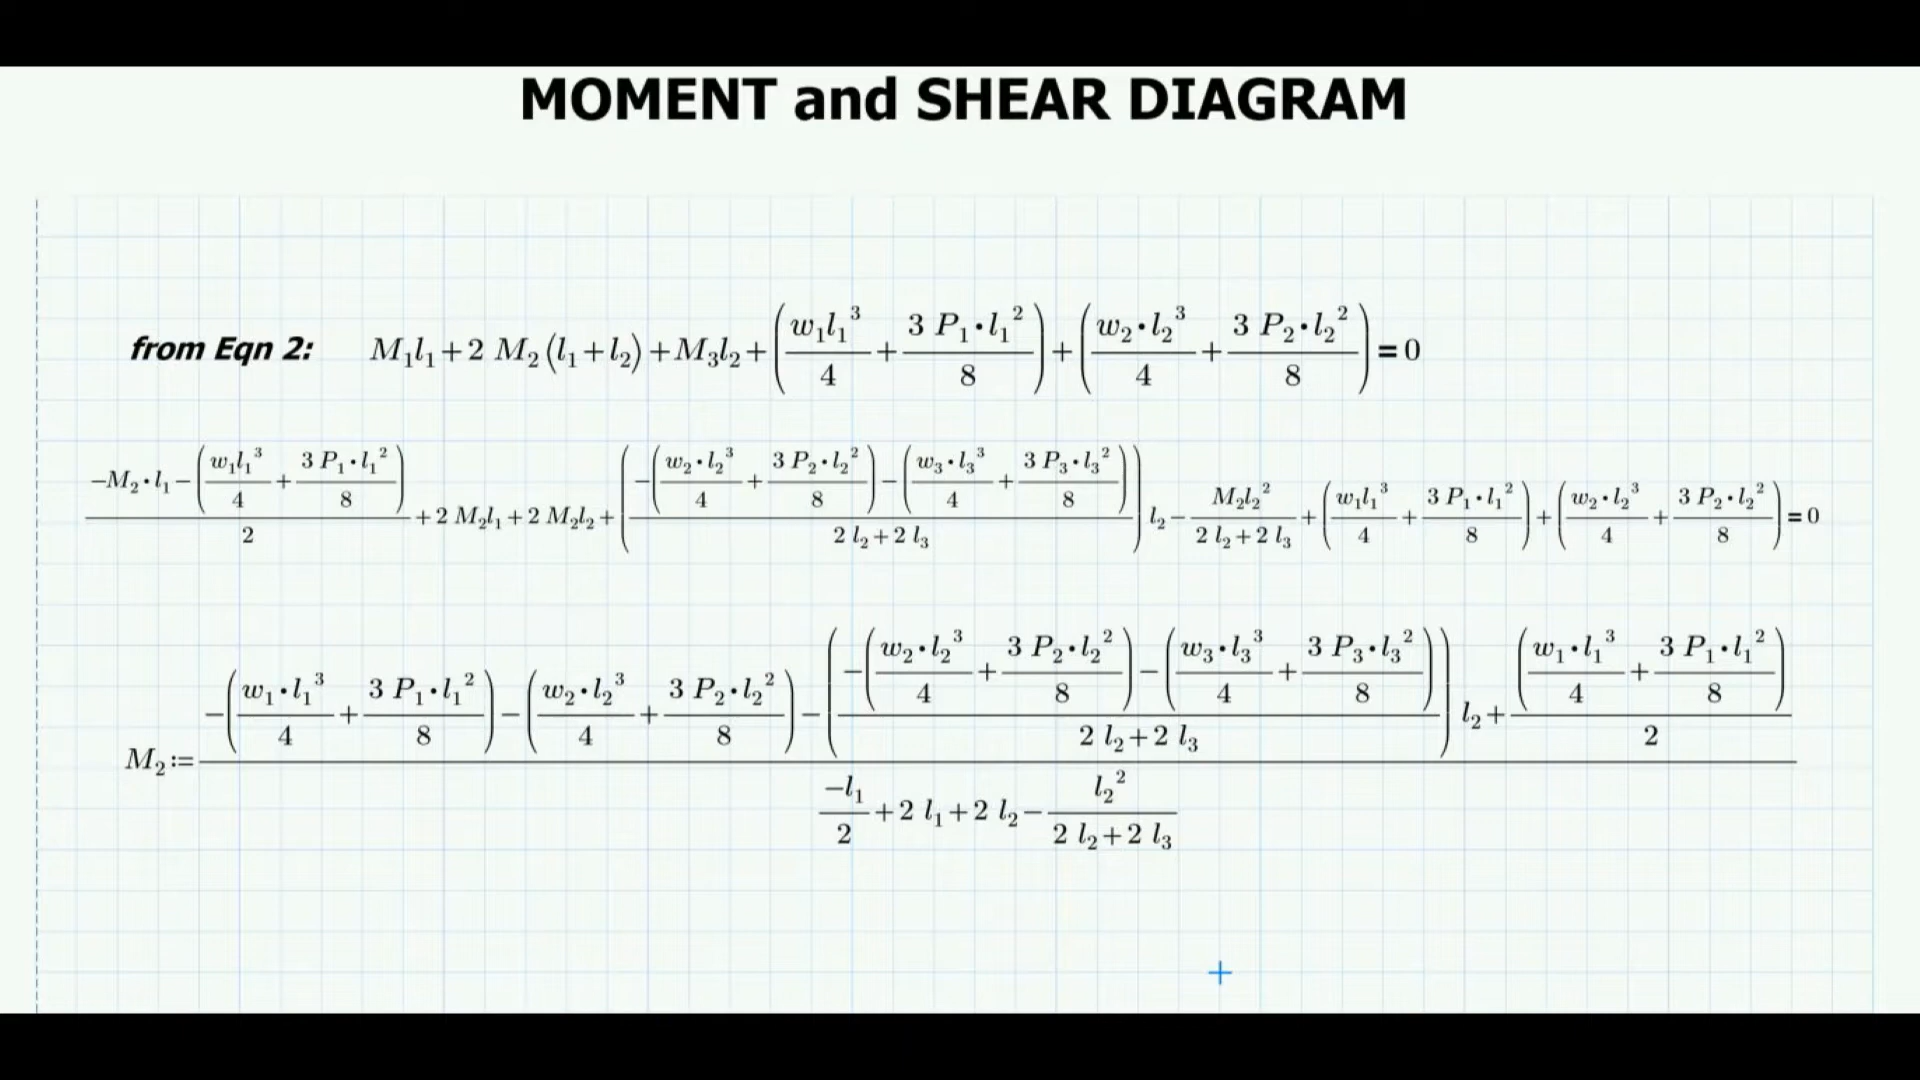 MOMENT and SHEAR DIAGRAM
from Eqn 2: M₁l₁+2 M₂(l₁+l₂)+M₃l₂+(w₁l₁³/4+3 P₁•l₁²/8)+(w₂•l₂³/4+3 P₂•l₂²/8)=0
(−M₂•l₁−(w₁l₁³/4+3 P₁•l₁²/8))/2+2 M₂l₁+2 M₂l₂+((−(w₂•l₂³/4+3 P₂•l₂²/8)−(w₃•l₃³/4+3 P₃•l₃²/8))/(2 l₂+2 l₃)) l₂−M₂l₂²/(2 l₂+2 l₃)+(w₁l₁³/4+3 P₁•l₁²/8)+(w₂•l₂³/4+3 P₂•l₂²/8)=0
M₂:=(−(w₁•l₁³/4+3 P₁•l₁²/8)−(w₂•l₂³/4+3 P₂•l₂²/8)−((−(w₂•l₂³/4+3 P₂•l₂²/8)−(w₃•l₃³/4+3 P₃•l₃²/8))/(2 l₂+2 l₃)) l₂+(w₁•l₁³/4+3 P₁•l₁²/8)/2)/(−l₁/2+2 l₁+2 l₂−l₂²/(2 l₂+2 l₃))